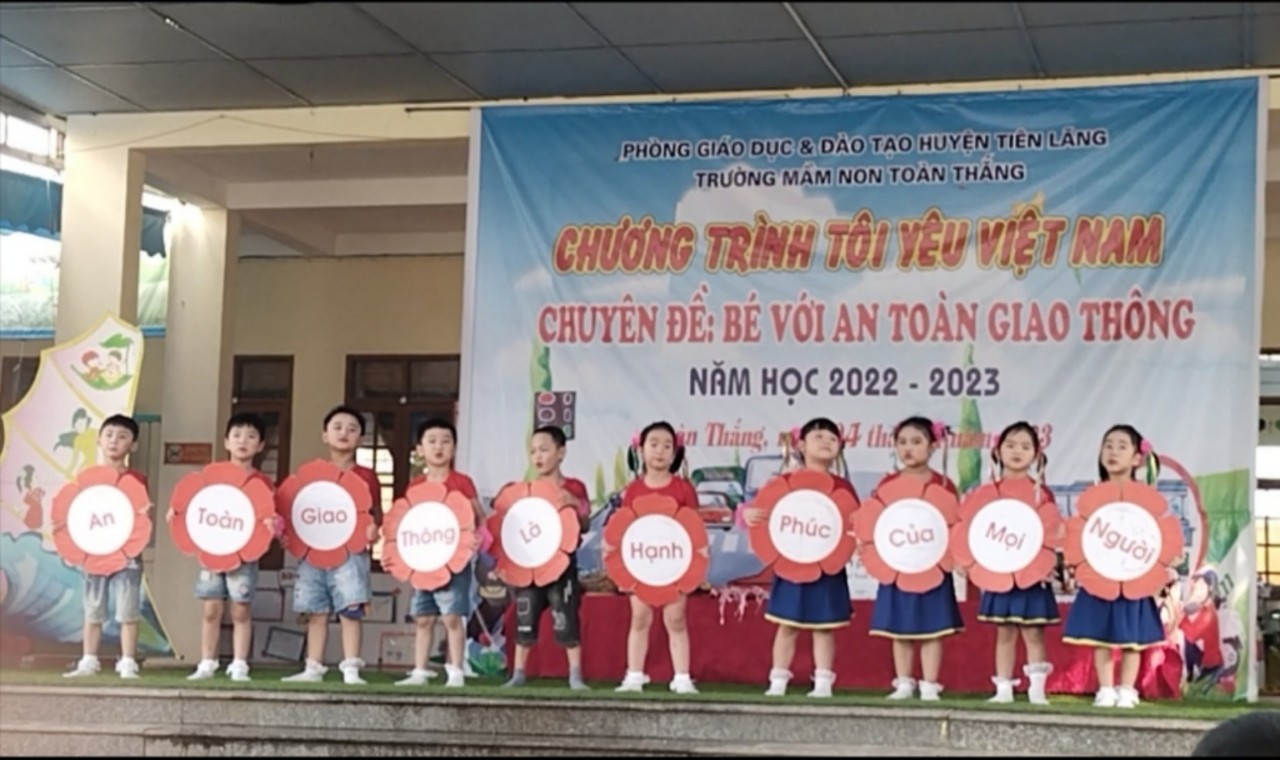 PHÒNG GIÁO DỤC & ĐÀO TẠO HUYỆN TIÊN LÃNG
TRƯỜNG MẦM NON TOÀN THẮNG
CHƯƠNG TRÌNH TÔI YÊU VIỆT NAM
CHUYÊN ĐỀ: BÉ VỚI AN TOÀN GIAO THÔNG
NĂM HỌC 2022 - 2023
Thắng,
An Toàn Giao Thông Là Hạnh Phúc Của Mọi Người